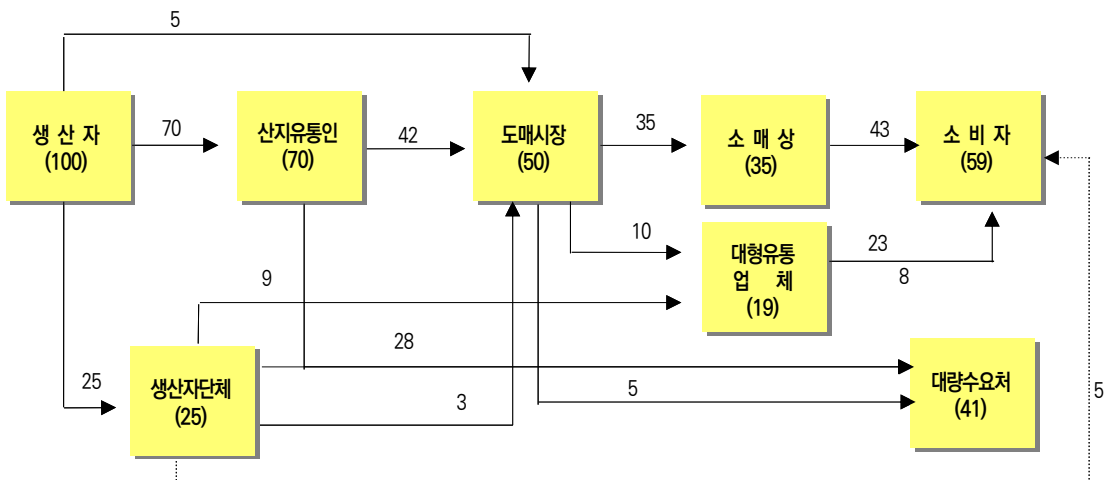 5
생 산 자
(100)
70
산지유통인
(70)
42
도매시장
(50)
35
소 매 상
(35)
43
소 비 자
(59)
10
대형유통
업 체
(19)
23
8
9
28
25
생산자단체
(25)
3
5
대량수요처
(41)
5